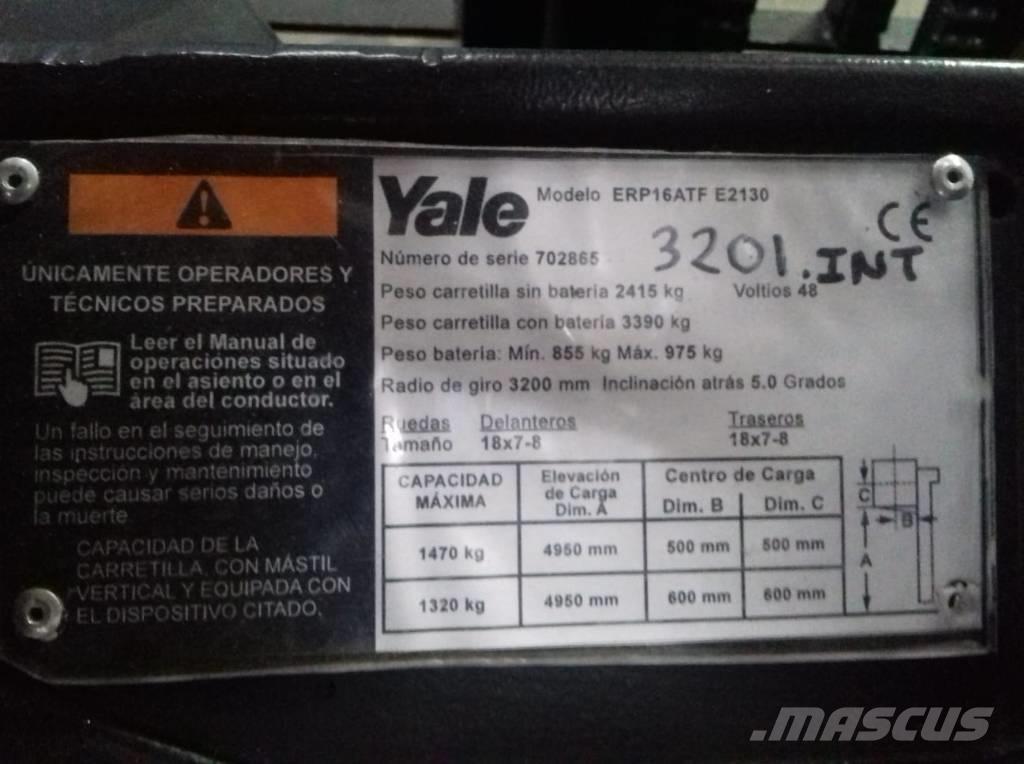 ÚNICAMENTE OPERADORES Y
TÉCNICOS PREPARADOS
Leer el Manual de
operaciones situado
en el asiento o en el
área del conductor.
Un fallo en el seguimiento de
las instrucciones de manejo,
inspección y mantenimiento
puede causar serios daños o
la muerte
CAPACIDAD DE LA
CARRETILLA, CON MÁSTIL
VERTICAL Y EQUIPADA CON
EL DISPOSITIVO CITADO.
Yale Modelo ERP16ATF E2130
CE
Número de serie 702865
3201.INT
Peso carretilla sin batería 2415 kg Voltios 48
Peso carretilla con batería 3390 kg
Peso batería: Mín. 855 kg Máx. 975 kg
Radio de giro 3200 mm Inclinación atrás 5.0 Grados
Ruedas Delanteros Traseros
Tamaño 18x7-8 18x7-8
CAPACIDAD MÁXIMA Elevación de Carga Dim. A Centro de Carga
Dim. B Dim. C
1470 kg 4950 mm 500 mm 500 mm
1320 kg 4950 mm 600 mm 600 mm
C
B
A
MASCUS